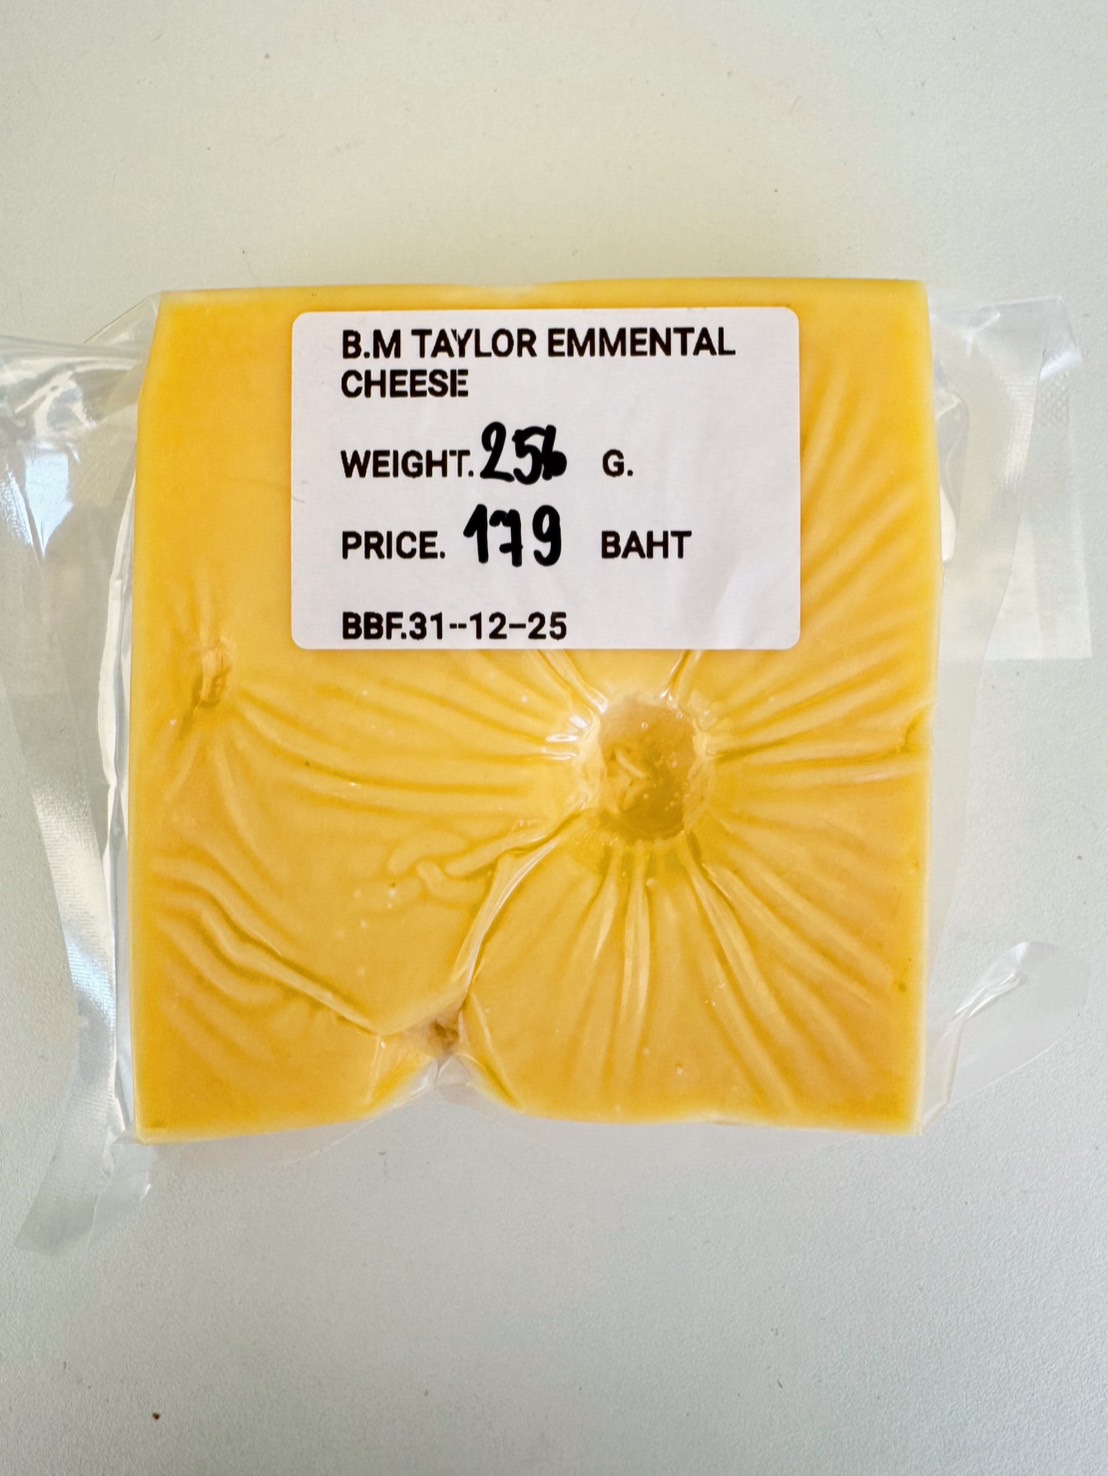 B.M TAYLOR EMMENTAL
CHEESE
WEIGHT. 256 G.
PRICE. 179 BAHT
BBF.31--12-25